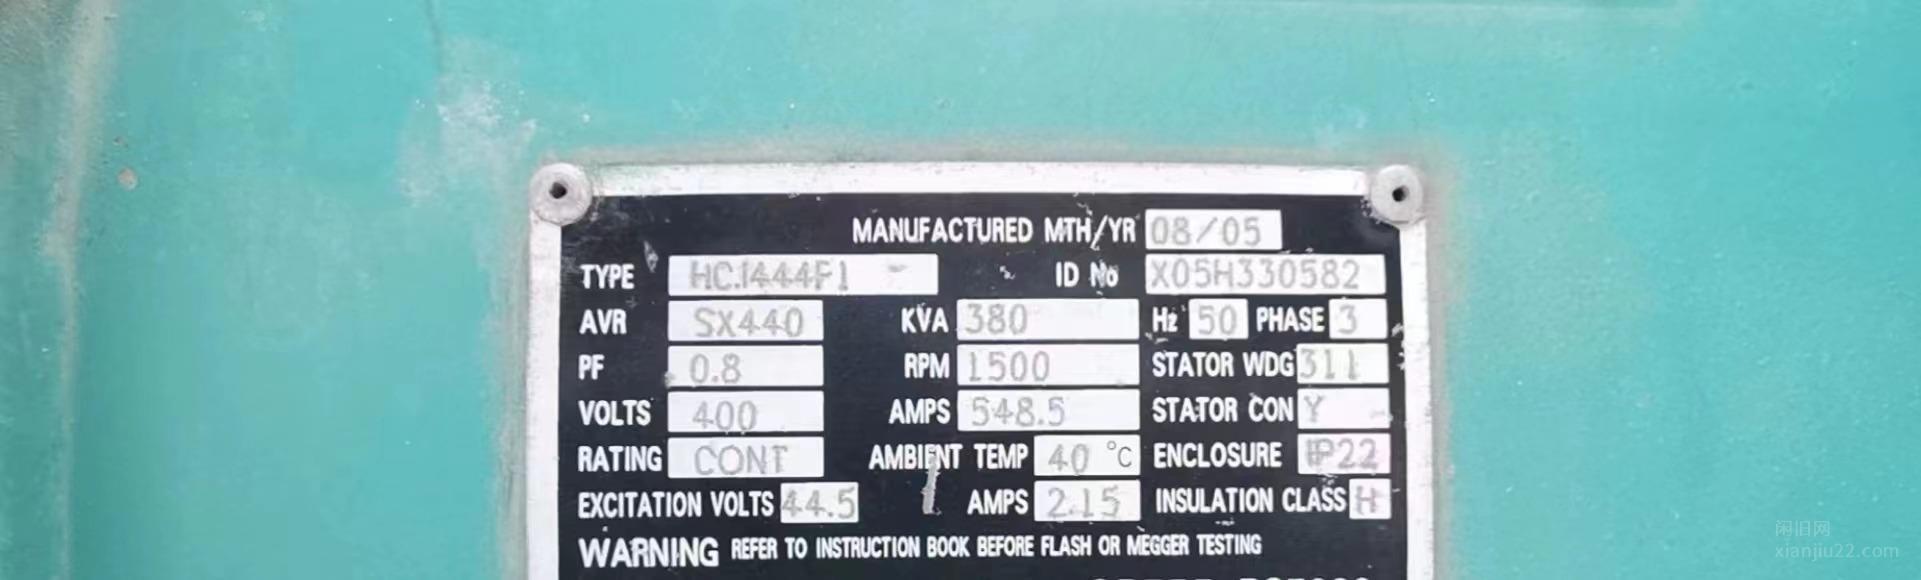 MANUFACTURED MTH/YR 08/05
TYPE HCJ444F1 ID No X05H330582
AVR SX440 KVA 380 Hz 50 PHASE 3
PF 0.8 RPM 1500 STATOR WDG 311
VOLTS 400 AMPS 548.5 STATOR CON Y
RATING CONT AMBIENT TEMP 40 °C ENCLOSURE IP22
EXCITATION VOLTS 44.5 AMPS 2.15 INSULATION CLASS H
WARNING REFER TO INSTRUCTION BOOK BEFORE FLASH OR MEGGER TESTING
闲旧网
xianjiu22.com